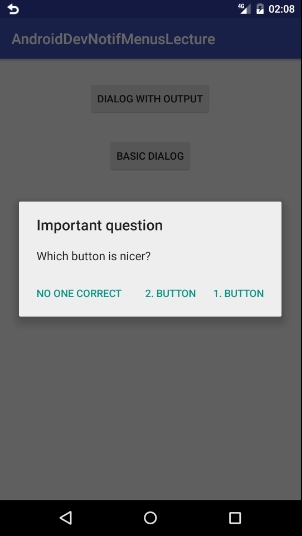 4G 02:08
AndroidDevNotifMenusLecture
DIALOG WITH OUTPUT
BASIC DIALOG
Important question
Which button is nicer?
NO ONE CORRECT 2. BUTTON 1. BUTTON